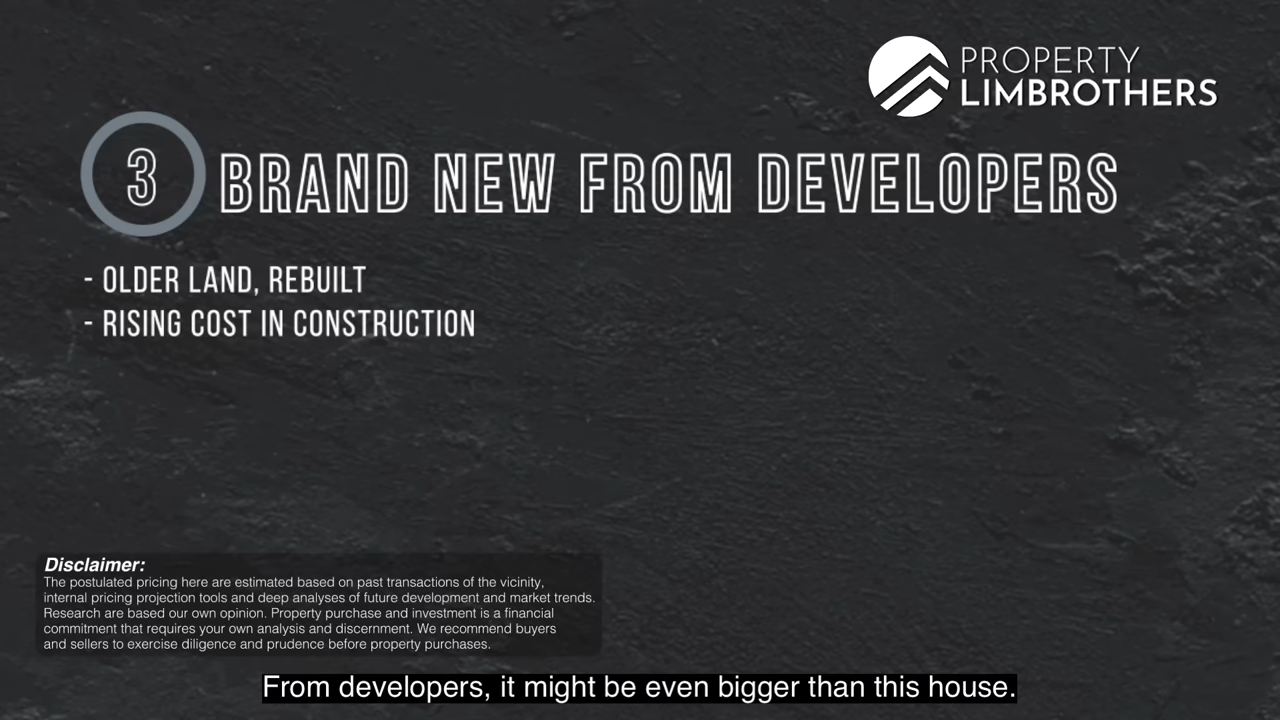 PROPERTY
LIMBROTHERS
3 BRAND NEW FROM DEVELOPERS
- OLDER LAND, REBUILT
- RISING COST IN CONSTRUCTION
Disclaimer:
The postulated pricing here are estimated based on past transactions of the vicinity,
internal pricing projection tools and deep analyses of future development and market trends.
Research are based our own opinion. Property purchase and investment is a financial
commitment that requires your own analysis and discernment. We recommend buyers
and sellers to exercise diligence and prudence before property purchases.
From developers, it might be even bigger than this house.